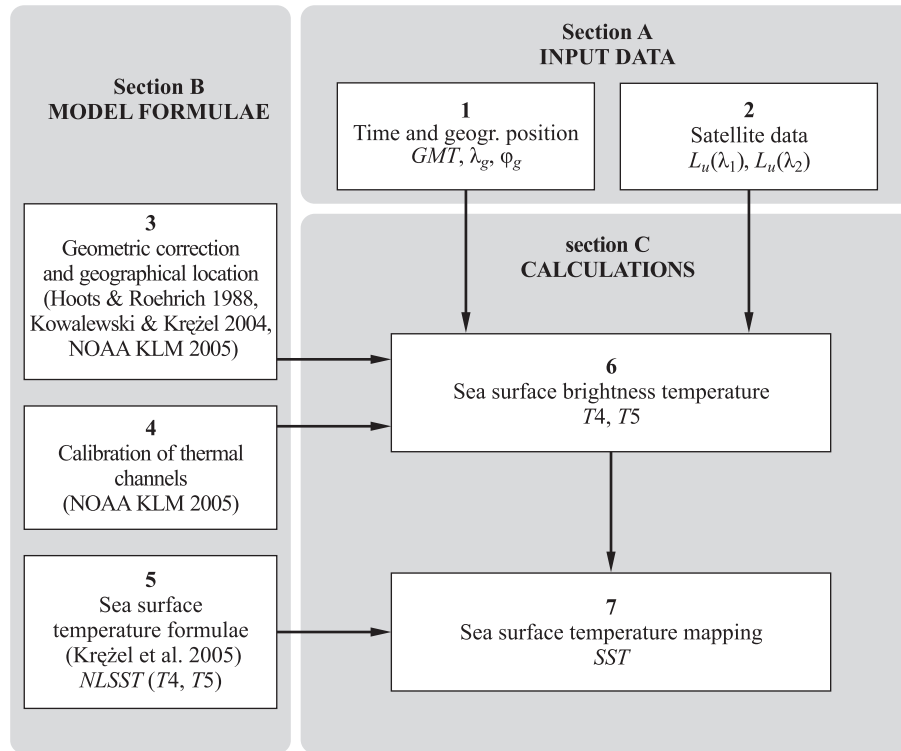 Section A
INPUT DATA
1
Time and geogr. position
GMT, λg, φg
2
Satellite data
Lu(λ1), Lu(λ2)
Section B
MODEL FORMULAE
3
Geometric correction
and geographical location
(Hoots & Roehrich 1988,
Kowalewski & Krężel 2004,
NOAA KLM 2005)
4
Calibration of thermal
channels
(NOAA KLM 2005)
5
Sea surface
temperature formulae
(Krężel et al. 2005)
NLSST (T4, T5)
section C
CALCULATIONS
6
Sea surface brightness temperature
T4, T5
7
Sea surface temperature mapping
SST